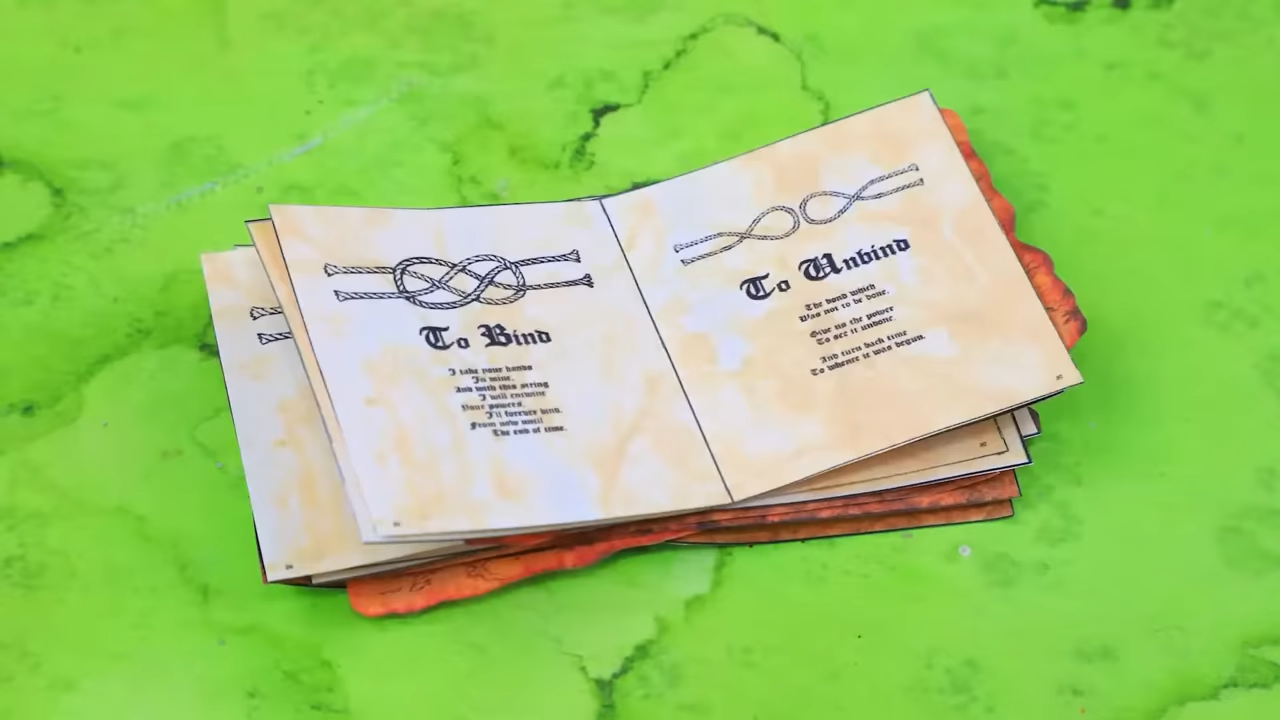 To Bind
I take your hands
In mine,
And with this string
I will entwine
Your powers,
I'll forever bind,
From now until
The end of time.
To Unbind
The bond which
Was not to be done,
Give us the power
To see it undone,
And turn back time
To whence it was begun.